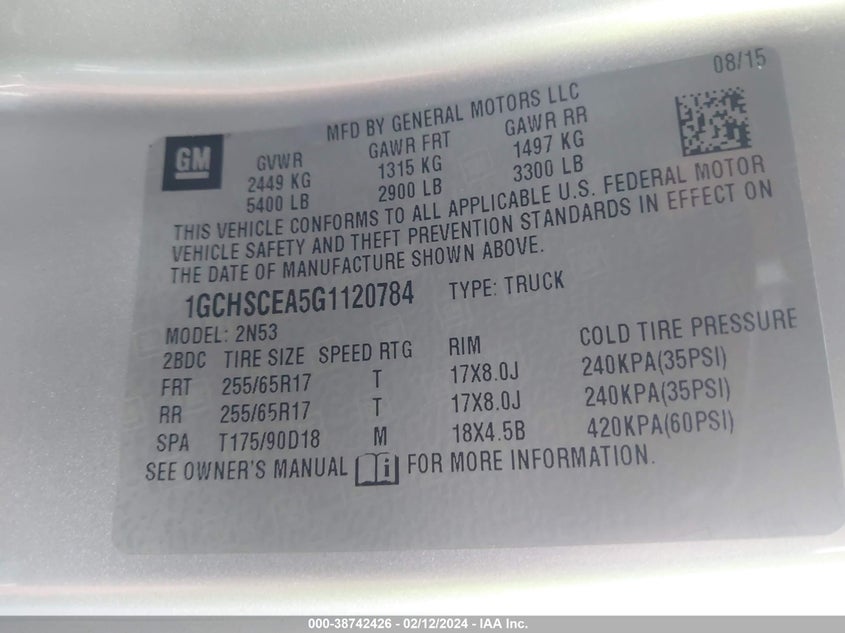 08/15
MFD BY GENERAL MOTORS LLC
GM
GVWR GAWR FRT GAWR RR
2449 KG 1315 KG 1497 KG
5400 LB 2900 LB 3300 LB
THIS VEHICLE CONFORMS TO ALL APPLICABLE U.S. FEDERAL MOTOR
VEHICLE SAFETY AND THEFT PREVENTION STANDARDS IN EFFECT ON
THE DATE OF MANUFACTURE SHOWN ABOVE.
1GCHSCEA5G1120784 TYPE: TRUCK
MODEL: 2N53
2BDC TIRE SIZE SPEED RTG RIM COLD TIRE PRESSURE
FRT 255/65R17 T 17X8.0J 240KPA(35PSI)
RR 255/65R17 T 17X8.0J 240KPA(35PSI)
SPA T175/90D18 M 18X4.5B 420KPA(60PSI)
SEE OWNER'S MANUAL i FOR MORE INFORMATION.
000-38742426 - 02/12/2024 - IAA Inc.